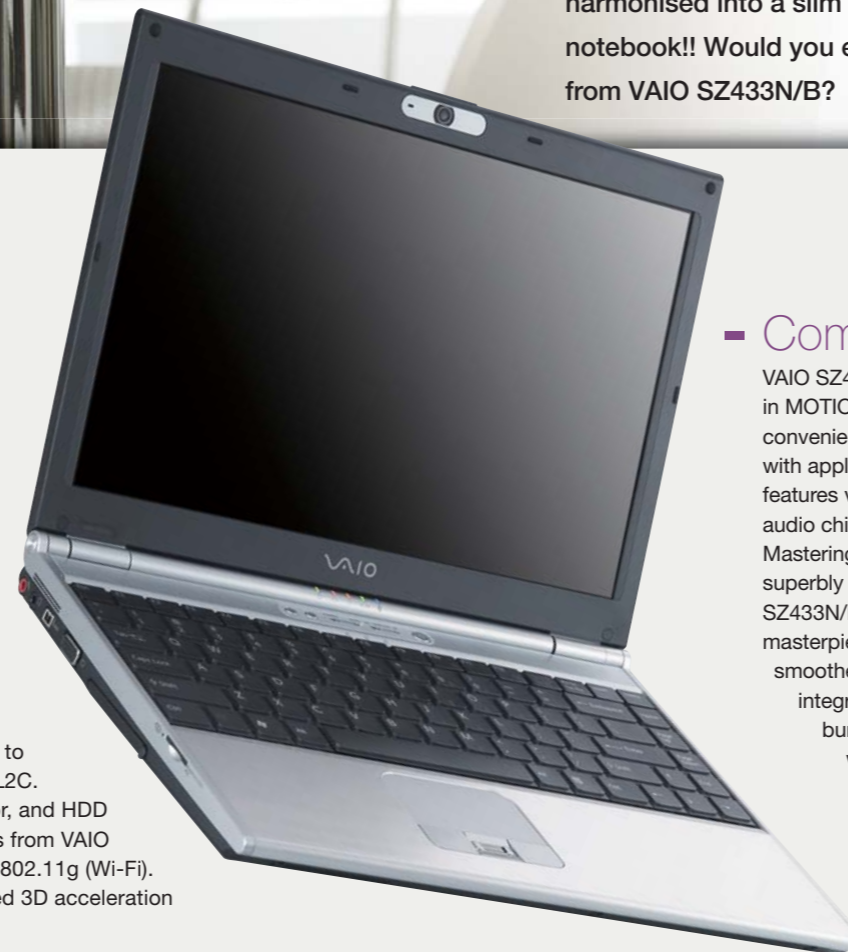 harmonised into a slim
notebook!! Would you e
from VAIO SZ433N/B?
VAIO
- Com
VAIO SZ4
in MOTIO
convenie
with appl
features v
audio chi
Mastering
superbly
SZ433N/
masterpie
smoothe
integr
bur
to
L2C.
or, and HDD
s from VAIO
802.11g (Wi-Fi).
ed 3D acceleration